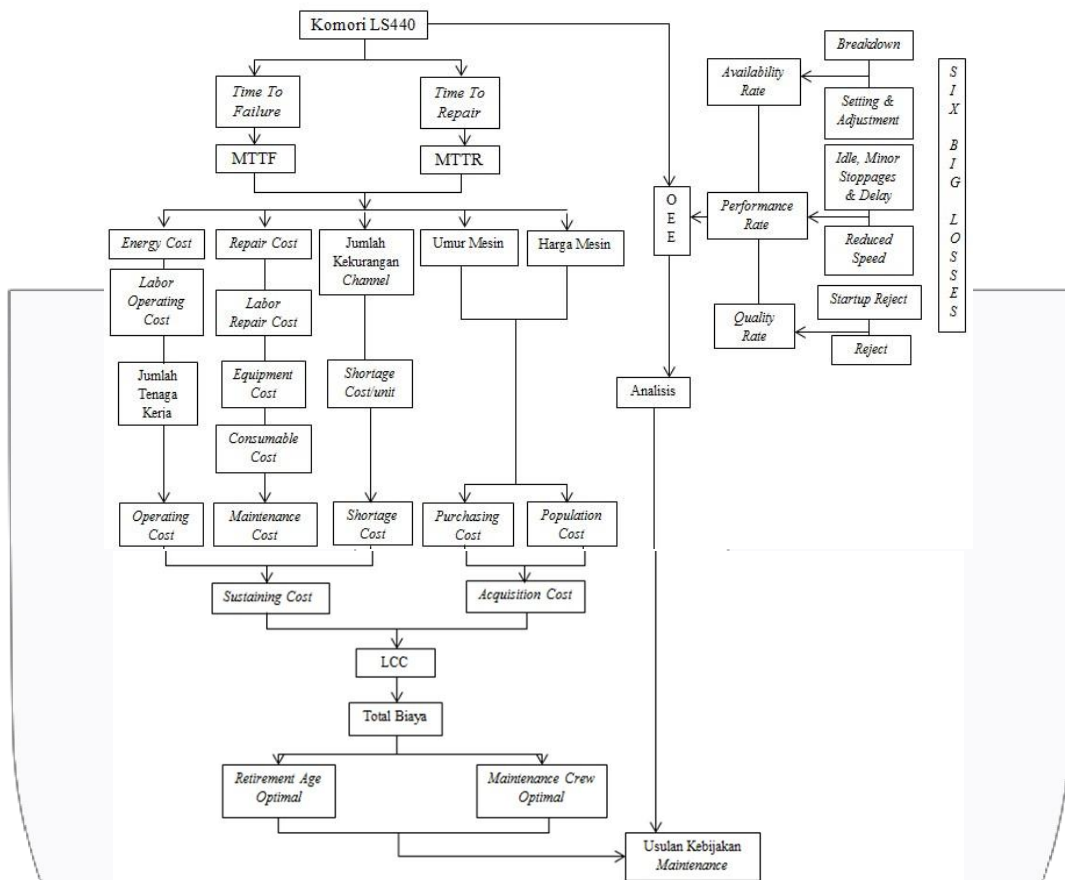 Komori LS440
Time To
Failure
Time To
Repair
MTTF
MTTR
Energy Cost
Repair Cost
Jumlah
Kekurangan
Channel
Umur Mesin
Harga Mesin
Labor
Operating
Cost
Labor
Repair Cost
Jumlah
Tenaga
Kerja
Equipment
Cost
Shortage
Cost/unit
Consumable
Cost
Operating
Cost
Maintenance
Cost
Shortage
Cost
Purchasing
Cost
Population
Cost
Sustaining Cost
Acquisition Cost
LCC
Total Biaya
Retirement Age
Optimal
Maintenance Crew
Optimal
Usulan Kebijakan
Maintenance
O
E
E
Analisis
Availability
Rate
Performance
Rate
Quality
Rate
Breakdown
Setting &
Adjustment
Idle, Minor
Stoppages
& Delay
Reduced
Speed
Startup Reject
Reject
S
I
X
B
I
G
L
O
S
S
E
S